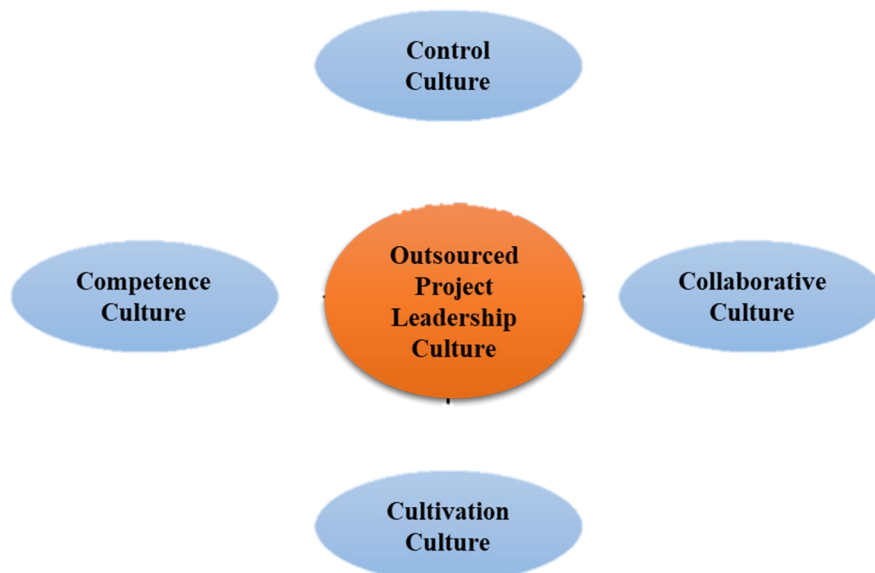 Control
Culture
Competence
Culture
Outsourced
Project
Leadership
Culture
Collaborative
Culture
Cultivation
Culture